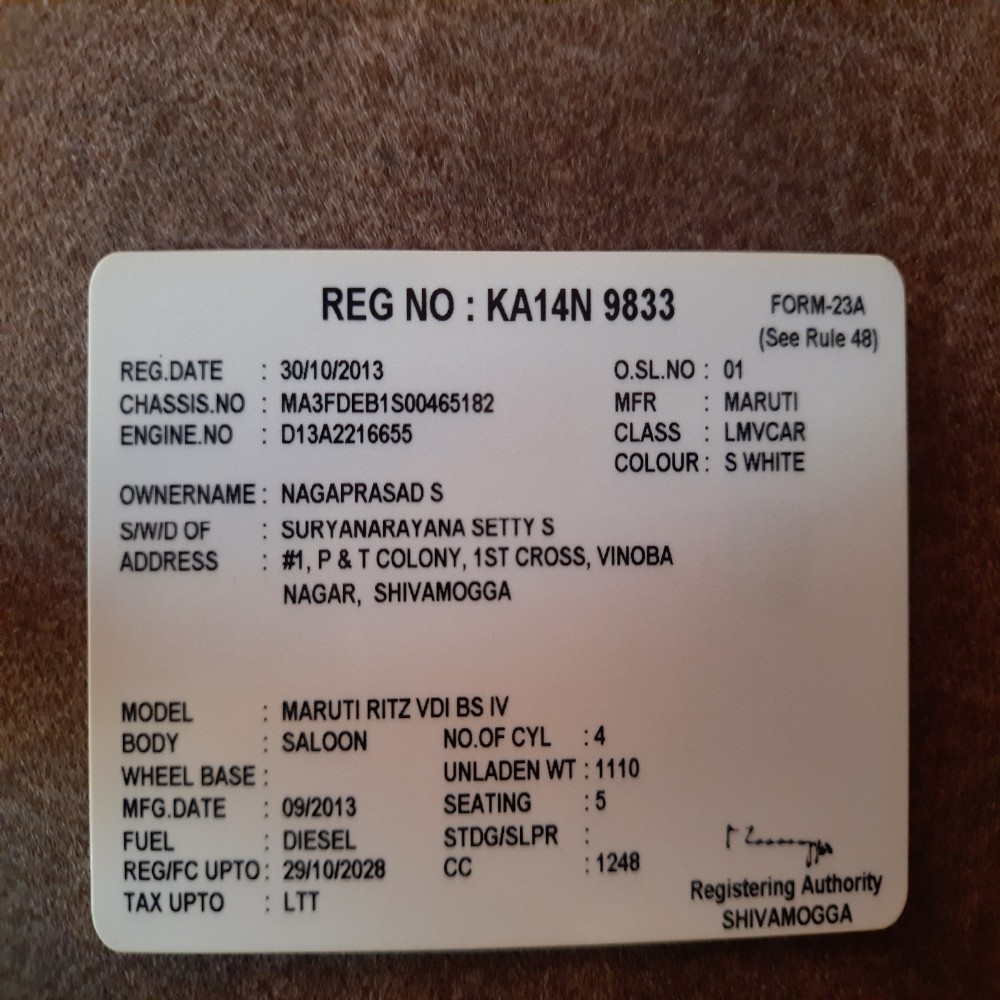 REG NO : KA14N 9833
FORM-23A
(See Rule 48)
REG.DATE : 30/10/2013 O.SL.NO : 01
CHASSIS.NO : MA3FDEB1S00465182 MFR : MARUTI
ENGINE.NO : D13A2216655 CLASS : LMVCAR
COLOUR : S WHITE
OWNERNAME : NAGAPRASAD S
S/W/D OF : SURYANARAYANA SETTY S
ADDRESS : #1, P & T COLONY, 1ST CROSS, VINOBA
NAGAR, SHIVAMOGGA
MODEL : MARUTI RITZ VDI BS IV
BODY : SALOON NO.OF CYL : 4
WHEEL BASE : UNLADEN WT : 1110
MFG.DATE : 09/2013 SEATING : 5
FUEL : DIESEL STDG/SLPR :
REG/FC UPTO : 29/10/2028 CC : 1248
TAX UPTO : LTT
Registering Authority
SHIVAMOGGA